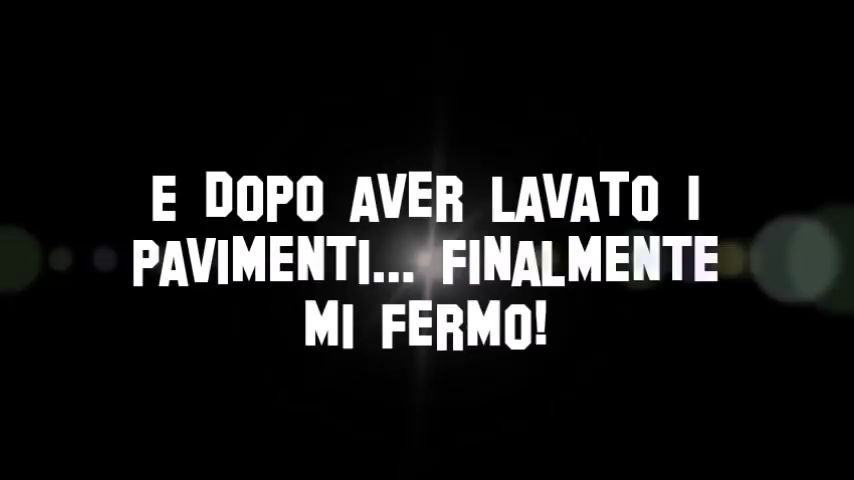 E DOPO AVER LAVATO I
PAVIMENTI... FINALMENTE
MI FERMO!